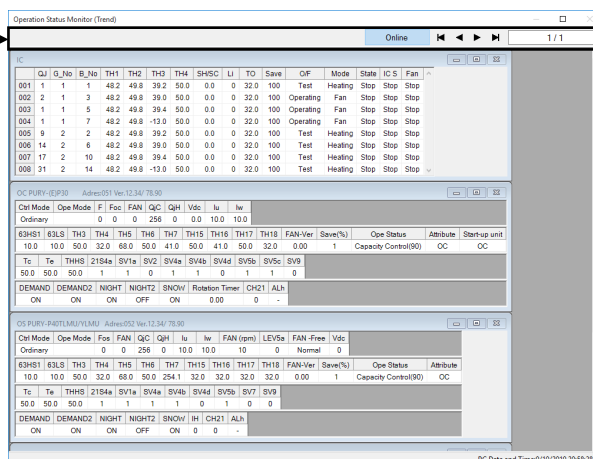 Operation Status Monitor (Trend)
Online 1 / 1
IC
QJ G_No B_No TH1 TH2 TH3 TH4 SH/SC Li TO Save O/F Mode State IC S Fan
001 1 1 1 48.2 49.8 39.2 50.0 0.0 0 32.0 100 Test Heating Stop Stop Stop
002 2 1 3 48.2 49.8 39.0 50.0 0.0 0 32.0 100 Operating Fan Stop Stop Stop
003 1 1 5 48.2 49.8 39.4 50.0 0.0 0 32.0 100 Operating Fan Stop Stop Stop
004 1 1 7 48.2 49.8 -13.0 50.0 0.0 0 32.0 100 Operating Fan Stop Stop Stop
005 9 2 2 48.2 49.8 39.2 50.0 0.0 0 32.0 100 Test Heating Stop Stop Stop
006 14 2 6 48.2 49.8 39.0 50.0 0.0 0 32.0 100 Test Heating Stop Stop Stop
007 17 2 10 48.2 49.8 39.4 50.0 0.0 0 32.0 100 Test Heating Stop Stop Stop
008 31 2 14 48.2 49.8 -13.0 50.0 0.0 0 32.0 100 Test Heating Stop Stop Stop
OC PURY-(E)P30 Adres:051 Ver.12.34/ 78.90
Ctrl Mode Ope Mode F Foc FAN QjC QjH Vdc Iu Iw
Ordinary 0 0 0 256 0 0.0 10.0 10.0
63HS1 63LS TH3 TH4 TH5 TH6 TH7 TH15 TH16 TH17 TH18 FAN-Ver Save(%) Ope Status Attribute Start-up unit
10.0 10.0 50.0 32.0 68.0 50.0 41.0 50.0 41.0 50.0 32.0 0.00 1 Capacity Control(90) OC OC
Tc Te THHS 21S4a SV1a SV2 SV4a SV4b SV4d SV5b SV5c SV9
50.0 50.0 50.0 1 1 0 1 1 0 1 1 0
DEMAND DEMAND2 NIGHT NIGHT2 SNOW Rotation Timer CH21 ALh
ON ON ON OFF ON 0.00 0 -
OS PURY-P40TLMU/YLMU Adres:052 Ver.12.34/ 78.90
Ctrl Mode Ope Mode Fos FAN QjC QjH Iu Iw FAN (rpm) LEV5a FAN -Free Vdc
Ordinary 0 0 256 0 10.0 10.0 10 0 Normal 0
63HS1 63LS TH3 TH4 TH5 TH6 TH7 TH15 TH16 TH17 TH18 FAN-Ver Save(%) Ope Status Attribute
10.0 10.0 50.0 32.0 68.0 50.0 254.1 32.0 32.0 32.0 32.0 0.00 1 Capacity Control(90) OC
Tc Te THHS 21S4a SV1a SV4a SV4b SV4d SV5b SV7 SV9
50.0 50.0 50.0 1 1 1 1 0 1 0 0
DEMAND DEMAND2 NIGHT NIGHT2 SNOW IH CH21 ALh
ON ON ON OFF ON 0 0 -